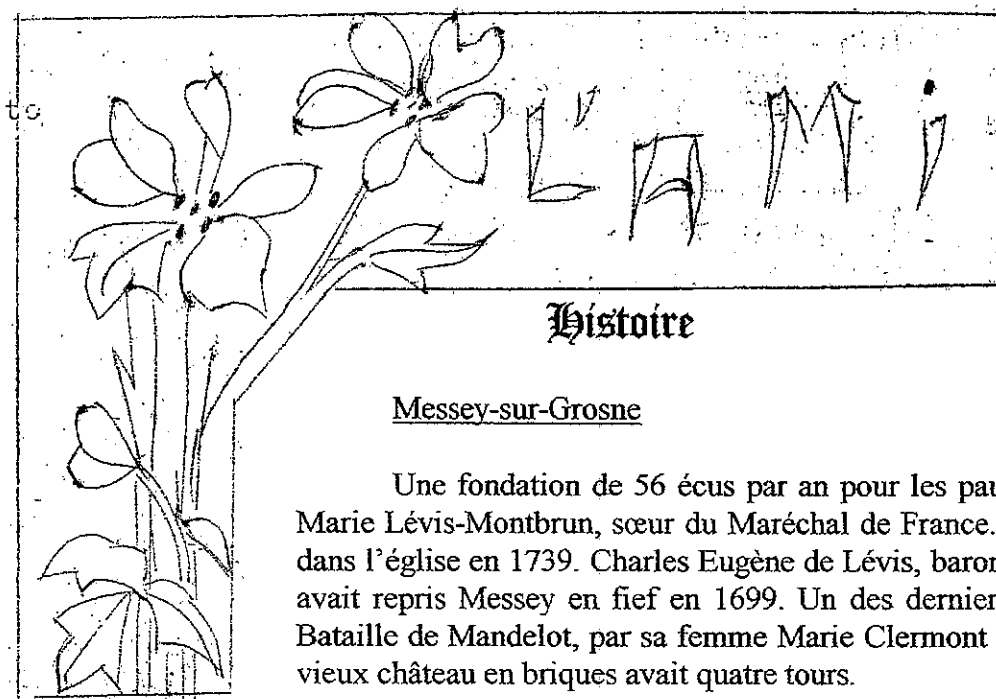 to
L'aMi
Histoire
Messey-sur-Grosne
Une fondation de 56 écus par an pour les
Marie Lévis-Montbrun, sœur du Maréchal de France.
dans l'église en 1739. Charles Eugène de Lévis,
avait repris Messey en fief en 1699. Un des
Bataille de Mandelot, par sa femme Marie Clermont
vieux château en briques avait quatre tours.